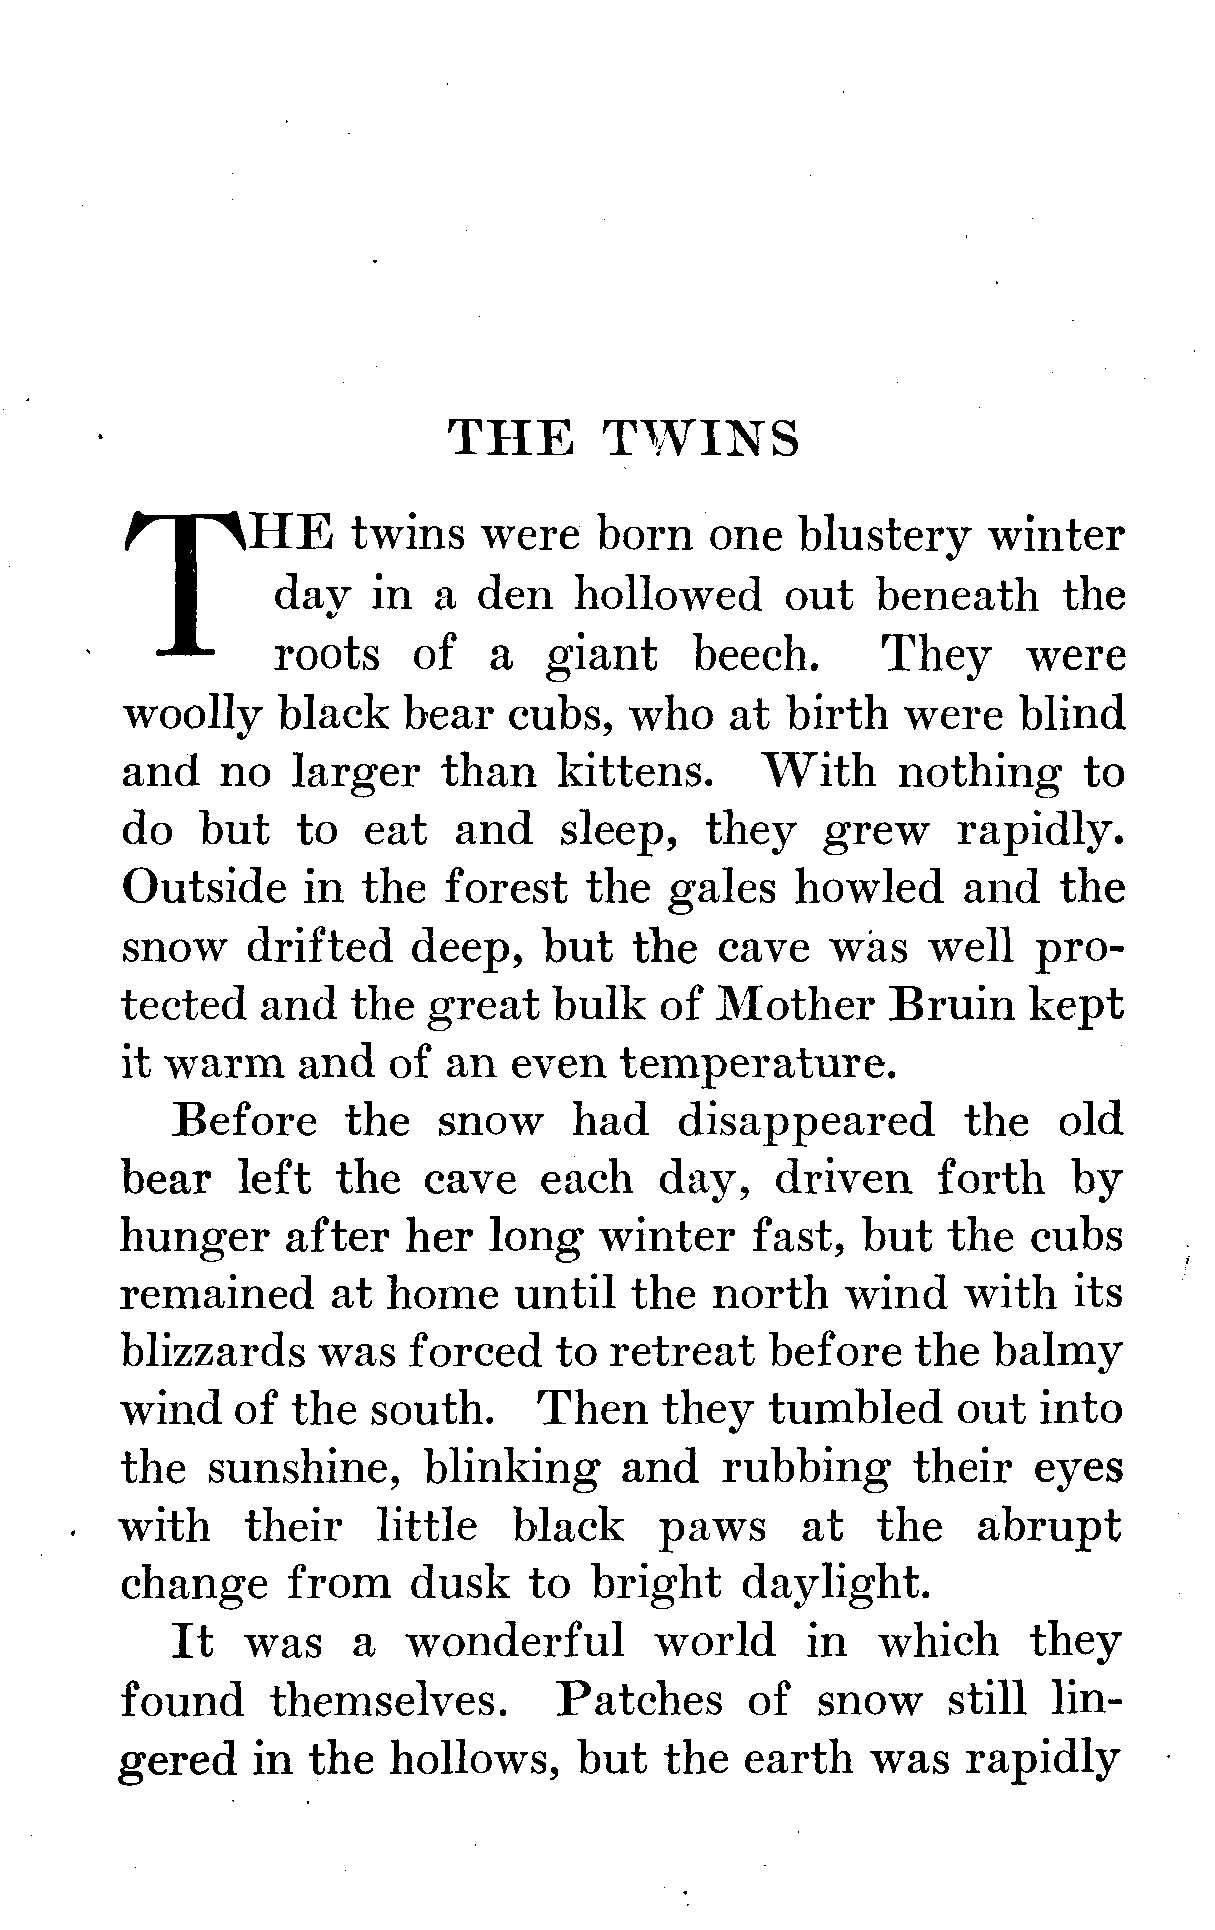 THE TWINS
THE twins were born one blustery winter
day in a den hollowed out beneath the
roots of a giant beech. They were
woolly black bear cubs, who at birth were blind
and no larger than kittens. With nothing to
do but to eat and sleep, they grew rapidly.
Outside in the forest the gales howled and the
snow drifted deep, but the cave was well pro-
tected and the great bulk of Mother Bruin kept
it warm and of an even temperature.
Before the snow had disappeared the old
bear left the cave each day, driven forth by
hunger after her long winter fast, but the cubs
remained at home until the north wind with its
blizzards was forced to retreat before the balmy
wind of the south. Then they tumbled out into
the sunshine, blinking and rubbing their eyes
with their little black paws at the abrupt
change from dusk to bright daylight.
It was a wonderful world in which they
found themselves. Patches of snow still lin-
gered in the hollows, but the earth was rapidly